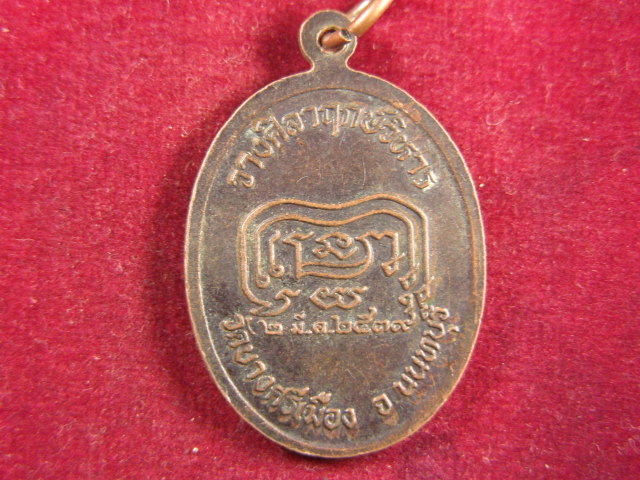 วางศิลาฤกษ์วิหาร
๒ มี.ค.๒๕๓๙
วัดบางศรีเมือง จ.นนทบุรี